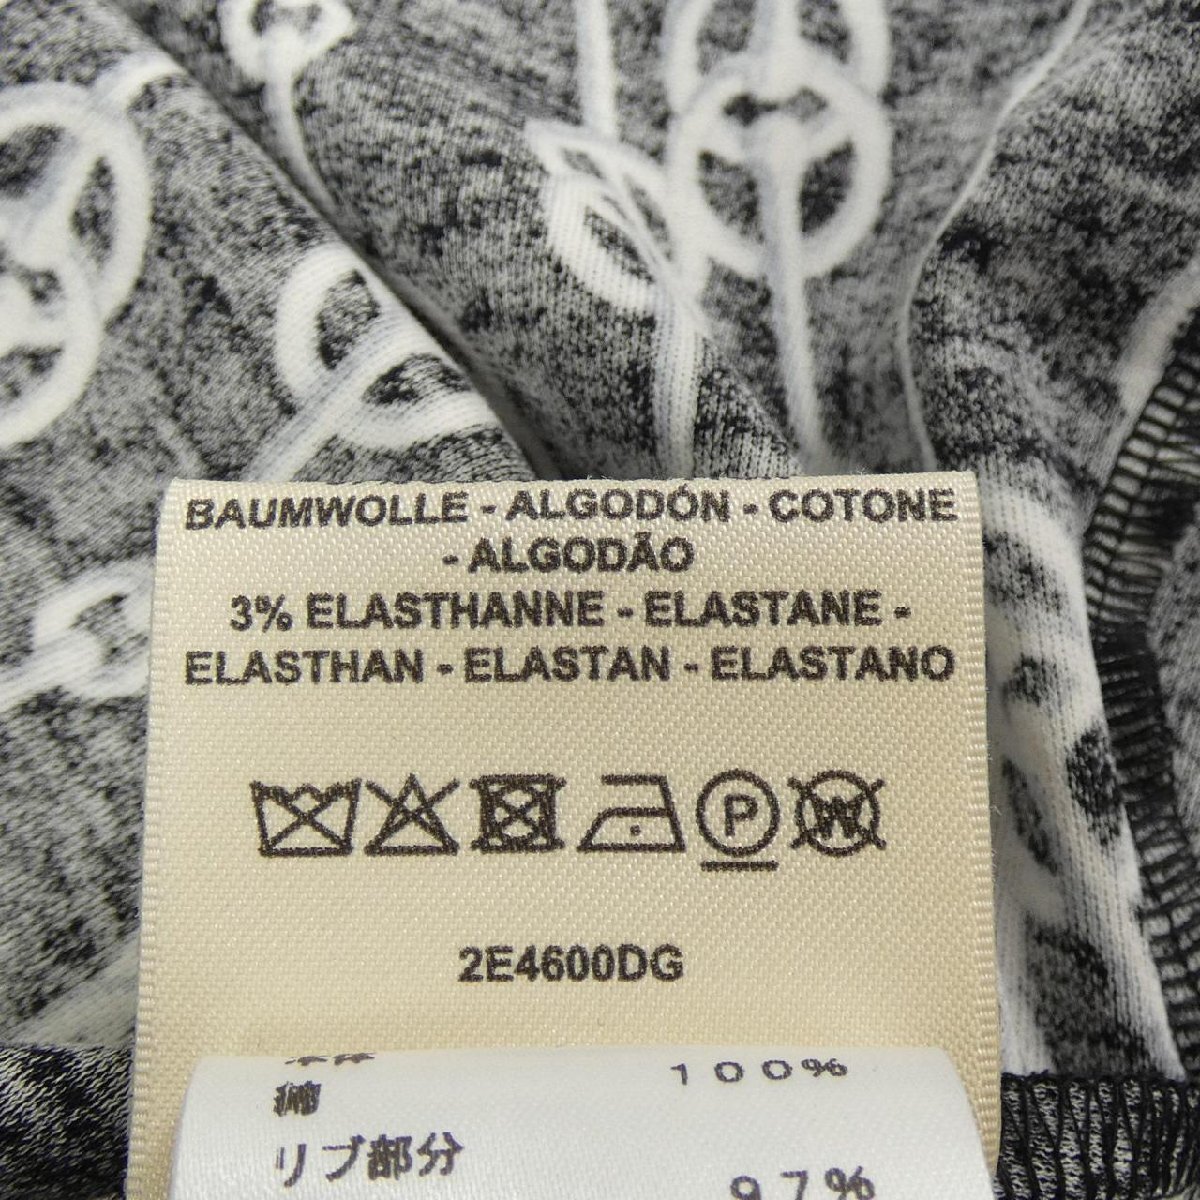 BAUMWOLLE - ALGODÓN - COTONE
- ALGODÃO
3% ELASTHANNE - ELASTANE -
ELASTHAN - ELASTAN - ELASTANO
P W
2E4600DG
綿 100%
リブ部分
97%